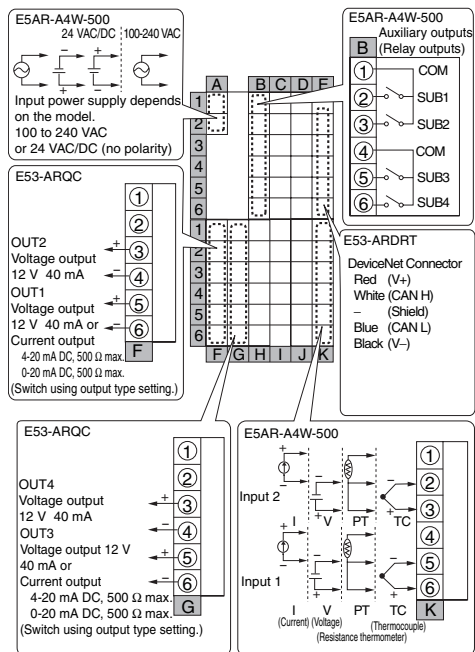 E5AR-A4W-500
24 VAC/DC 100-240 VAC
Input power supply depends
on the model.
100 to 240 VAC
or 24 VAC/DC (no polarity)
E5AR-A4W-500
Auxiliary outputs
(Relay outputs)
B
1 COM
2 SUB1
3 SUB2
4 COM
5 SUB3
6 SUB4
A B C D E
1
2
3
4
5
6
1
2
3
4
5
6
F G H I J K
E53-ARQC
1
2
OUT2
Voltage output
12 V 40 mA
+ 3
− 4
OUT1
Voltage output
12 V 40 mA or
Current output
+ 5
− 6
4-20 mA DC, 500 Ω max.
0-20 mA DC, 500 Ω max.
(Switch using output type setting.)
F
E53-ARDRT
DeviceNet Connector
Red (V+)
White (CAN H)
– (Shield)
Blue (CAN L)
Black (V–)
E53-ARQC
1
2
OUT4
Voltage output
12 V 40 mA
+ 3
− 4
OUT3
Voltage output 12 V
40 mA or
Current output
+ 5
− 6
4-20 mA DC, 500 Ω max.
0-20 mA DC, 500 Ω max.
(Switch using output type setting.)
G
E5AR-A4W-500
1
2
3
4
5
6
K
Input 2
I V PT TC
Input 1
I V PT TC
(Current) (Voltage) (Thermocouple)
(Resistance thermometer)